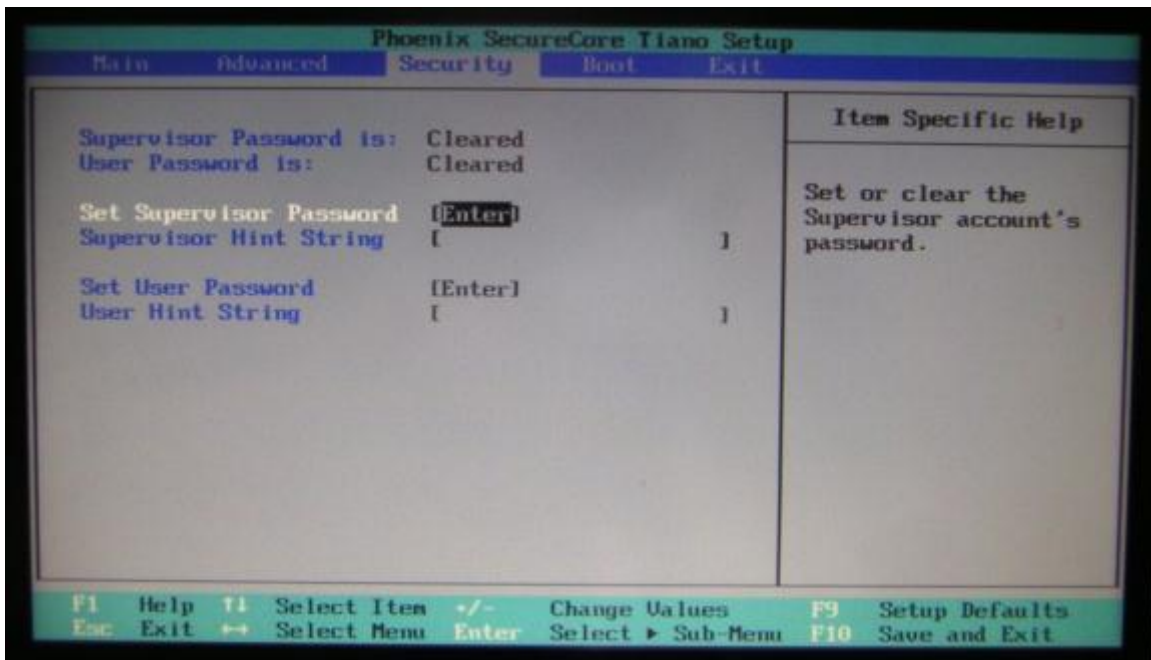 Phoenix SecureCore Tiano Setup
Main Advanced Security Boot Exit
Supervisor Password is: Cleared
User Password is: Cleared
Set Supervisor Password [Enter]
Supervisor Hint String [ ]
Set User Password [Enter]
User Hint String [ ]
Item Specific Help
Set or clear the
Supervisor account's
password.
F1 Help ↑↓ Select Item +/- Change Values F9 Setup Defaults
Esc Exit ↔ Select Menu Enter Select ▶ Sub-Menu F10 Save and Exit